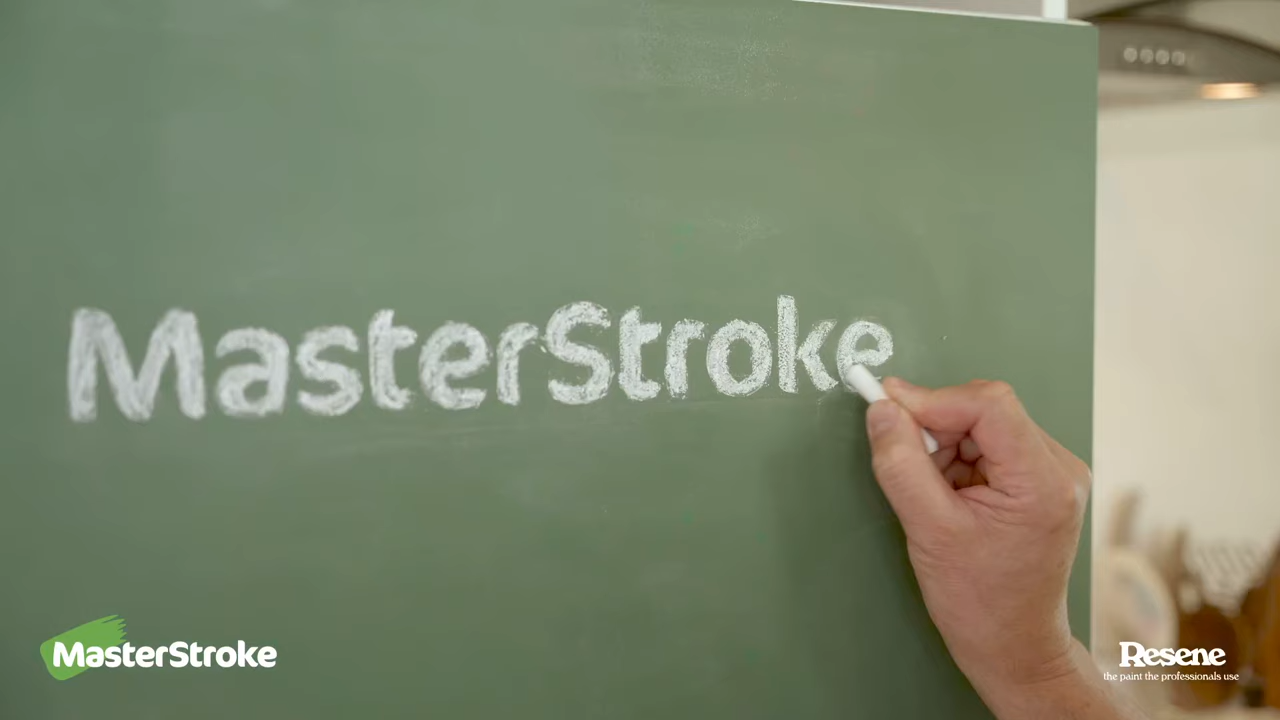 MasterStroke
MasterStroke
Resene
the paint the professionals use